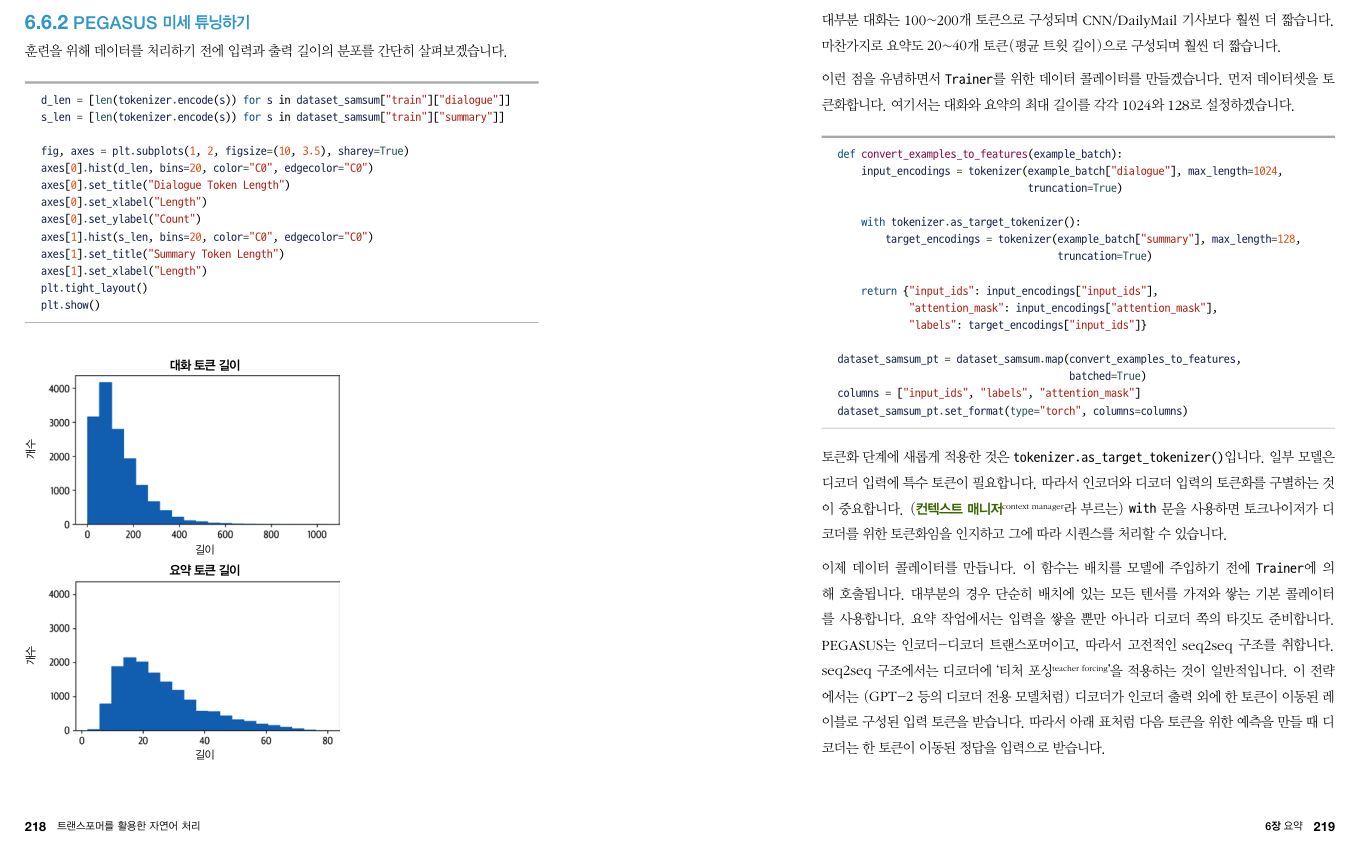 6.6.2 PEGASUS 미세 튜닝하기
훈련을 위해 데이터를 처리하기 전에 입력과 출력 길이의 분포를 간단히 살펴보겠습니다.
d_len = [len(tokenizer.encode(s)) for s in dataset_samsum["train"]["dialogue"]]
s_len = [len(tokenizer.encode(s)) for s in dataset_samsum["train"]["summary"]]
fig, axes = plt.subplots(1, 2, figsize=(10, 3.5), sharey=True)
axes[0].hist(d_len, bins=20, color="C0", edgecolor="C0")
axes[0].set_title("Dialogue Token Length")
axes[0].set_xlabel("Length")
axes[0].set_ylabel("Count")
axes[1].hist(s_len, bins=20, color="C0", edgecolor="C0")
axes[1].set_title("Summary Token Length")
axes[1].set_xlabel("Length")
plt.tight_layout()
plt.show()
대화 토큰 길이
4000
3000
2000
1000
0
개수
0 200 400 600 800 1000
길이
요약 토큰 길이
4000
3000
2000
1000
0
개수
0 20 40 60 80
길이
218 트랜스포머를 활용한 자연어 처리
대부분 대화는 100~200개 토큰으로 구성되며 CNN/DailyMail 기사보다 훨씬 더 짧습니다.
마찬가지로 요약도 20~40개 토큰(평균 트윗 길이)으로 구성되며 훨씬 더 짧습니다.
이런 점을 유념하면서 Trainer를 위한 데이터 콜레이터를 만들겠습니다. 먼저 데이터셋을 토
큰화합니다. 여기서는 대화와 요약의 최대 길이를 각각 1024와 128로 설정하겠습니다.
def convert_examples_to_features(example_batch):
input_encodings = tokenizer(example_batch["dialogue"], max_length=1024,
truncation=True)
with tokenizer.as_target_tokenizer():
target_encodings = tokenizer(example_batch["summary"], max_length=128,
truncation=True)
return {"input_ids": input_encodings["input_ids"],
"attention_mask": input_encodings["attention_mask"],
"labels": target_encodings["input_ids"]}
dataset_samsum_pt = dataset_samsum.map(convert_examples_to_features,
batched=True)
columns = ["input_ids", "labels", "attention_mask"]
dataset_samsum_pt.set_format(type="torch", columns=columns)
토큰화 단계에 새롭게 적용한 것은 tokenizer.as_target_tokenizer()입니다. 일부 모델은
디코더 입력에 특수 토큰이 필요합니다. 따라서 인코더와 디코더 입력의 토큰화를 구별하는 것
이 중요합니다. (컨텍스트 매니저context manager라 부르는) with 문을 사용하면 토크나이저가 디
코더를 위한 토큰화임을 인지하고 그에 따라 시퀀스를 처리할 수 있습니다.
이제 데이터 콜레이터를 만듭니다. 이 함수는 배치를 모델에 주입하기 전에 Trainer에 의
해 호출됩니다. 대부분의 경우 단순히 배치에 있는 모든 텐서를 가져와 쌓는 기본 콜레이터
를 사용합니다. 요약 작업에서는 입력을 쌓을 뿐만 아니라 디코더 쪽의 타깃도 준비합니다.
PEGASUS는 인코더-디코더 트랜스포머이고, 따라서 고전적인 seq2seq 구조를 취합니다.
seq2seq 구조에서는 디코더에 '티처 포싱teacher forcing'을 적용하는 것이 일반적입니다. 이 전략
에서는 (GPT-2 등의 디코더 전용 모델처럼) 디코더가 인코더 출력 외에 한 토큰이 이동된 레
이블로 구성된 입력 토큰을 받습니다. 따라서 아래 표처럼 다음 토큰을 위한 예측을 만들 때 디
코더는 한 토큰이 이동된 정답을 입력으로 받습니다.
6장 요약 219